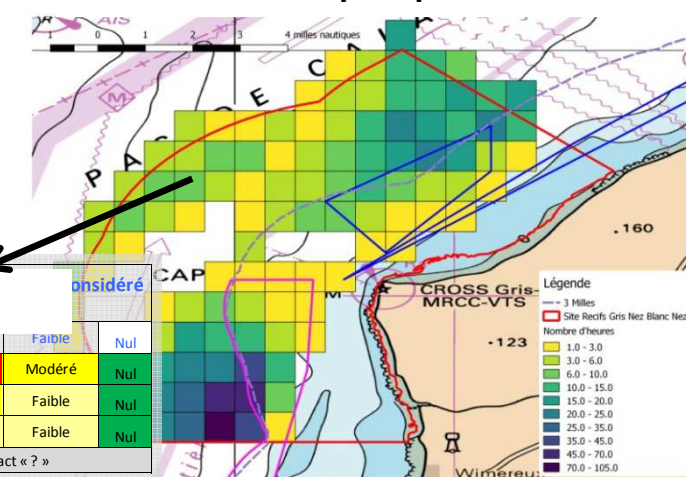 AIS
1 0 1 2 3 4 milles nautiques
M
PAS DE CALA
.160
CAP
M
CROSS Gris-
MRCC-VTS
.123
Wimereux
Légende
3 Milles
Site Recifs Gris Nez Blanc Nez
Nombre d'heures
1.0 - 3.0
3.0 - 6.0
6.0 - 10.0
10.0 - 15.0
15.0 - 20.0
20.0 - 25.0
25.0 - 35.0
35.0 - 45.0
45.0 - 70.0
70.0 - 105.0
onsidéré
Faible Nul
Modéré Nul
Faible Nul
Faible Nul
act « ? »